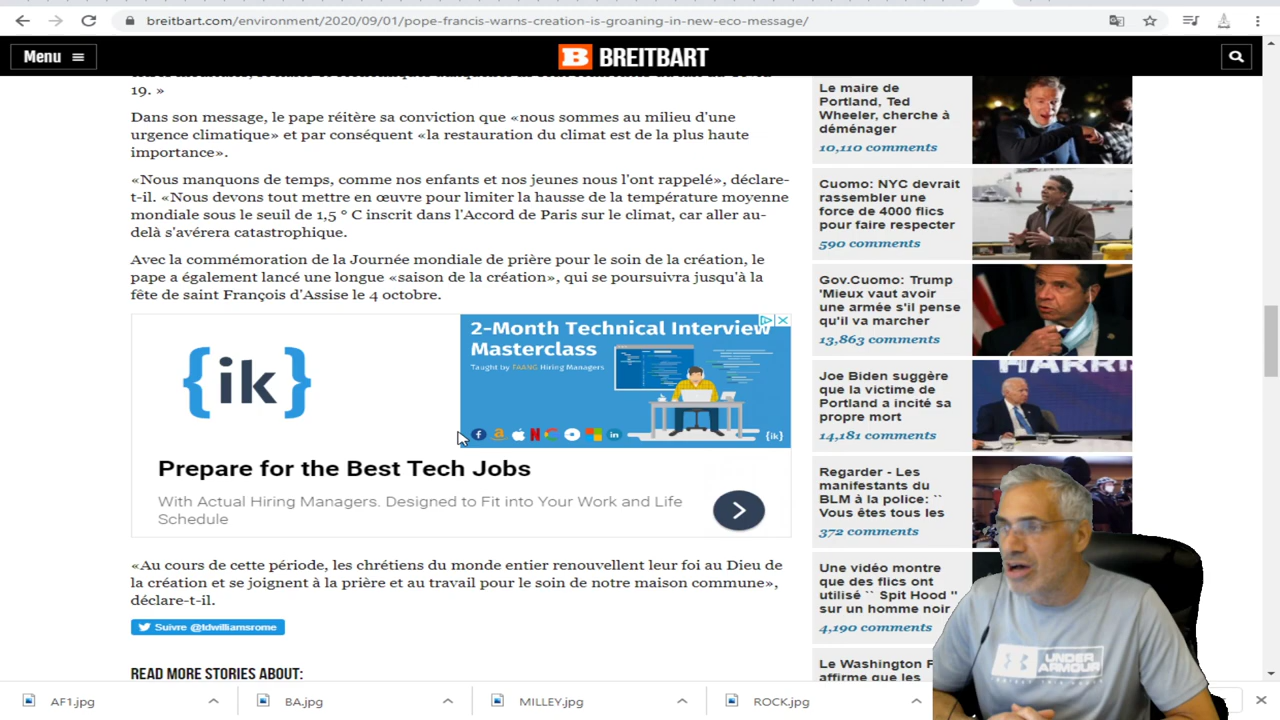 breitbart.com/environment/2020/09/01/pope-francis-warns-creation-is-groaning-in-new-eco-message/
Menu
B BREITBART
19. »
Dans son message, le pape réitère sa conviction que «nous sommes au milieu d'une
urgence climatique» et par conséquent «la restauration du climat est de la plus haute
importance».
«Nous manquons de temps, comme nos enfants et nos jeunes nous l'ont rappelé», déclare-
t-il. «Nous devons tout mettre en œuvre pour limiter la hausse de la température moyenne
mondiale sous le seuil de 1,5 ° C inscrit dans l'Accord de Paris sur le climat, car aller au-
delà s'avérera catastrophique.
Avec la commémoration de la Journée mondiale de prière pour le soin de la création, le
pape a également lancé une longue «saison de la création», qui se poursuivra jusqu'à la
fête de saint François d'Assise le 4 octobre.
{ik}
2-Month Technical Interview
Masterclass
Taught by FAANG Hiring Managers
{ik}
Prepare for the Best Tech Jobs
With Actual Hiring Managers. Designed to Fit into Your Work and Life
Schedule
«Au cours de cette période, les chrétiens du monde entier renouvellent leur foi au Dieu de
la création et se joignent à la prière et au travail pour le soin de notre maison commune»,
déclare-t-il.
Suivre @tdwilliamsrome
READ MORE STORIES ABOUT:
Le maire de
Portland, Ted
Wheeler, cherche à
déménager
10,110 comments
Cuomo: NYC devrait
rassembler une
force de 4000 flics
pour faire respecter
590 comments
Gov.Cuomo: Trump
'Mieux vaut avoir
une armée s'il pense
qu'il va marcher
13,863 comments
Joe Biden suggère
que la victime de
Portland a incité sa
propre mort
14,181 comments
HARRIS
Regarder - Les
manifestants du
BLM à la police: ``
Vous êtes tous les
372 comments
Une vidéo montre
que des flics ont
utilisé `` Spit Hood ''
sur un homme noir
4,190 comments
Le Washington
affirme que les
UNDER
ARMOUR
AF1.jpg
BA.jpg
MILLEY.jpg
ROCK.jpg